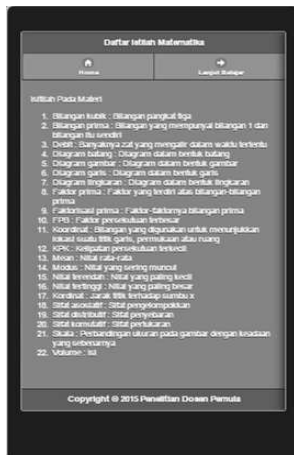 Daftar Istilah Matematika
Home
Lanjut Belajar
Istilah Pada Materi
1. Bilangan kubik : Bilangan pangkat tiga
2. Bilangan prima : Bilangan yang mempunyai bilangan 1 dan
bilangan itu sendiri
3. Debit : Banyaknya zat yang mengalir dalam waktu tertentu
4. Diagram batang : Diagram dalam bentuk batang
5. Diagram gambar : Diagram dalam bentuk gambar
6. Diagram garis : Diagram dalam bentuk garis
7. Diagram lingkaran : Diagram dalam bentuk lingkaran
8. Faktor prima : Faktor yang terdiri atas bilangan-bilangan
prima
9. Faktorisasi prima : Faktor-faktornya bilangan prima
10. FPB : Faktor persekutuan terbesar
11. Koordinat : Bilangan yang digunakan untuk menunjukkan
lokasi suatu titik garis, permukaan atau ruang
12. KPK : Kelipatan persekutuan terkecil
13. Mean : Nilai rata-rata
14. Modus : Nilai yang sering muncul
15. Nilai terendah : Nilai yang paling kecil
16. Nilai tertinggi : Nilai yang paling besar
17. Kordinat : Jarak titik terhadap sumbu x
18. Sifat asosiatif : Sifat pengelompokkan
19. Sifat distributif : Sifat penyebaran
20. Sifat komutatif : Sifat pertukaran
21. Skala : Perbandingan ukuran pada gambar dengan keadaan
yang sebenarnya
22. Volume : Isi
Copyright © 2015 Penelitian Dosen Pemula